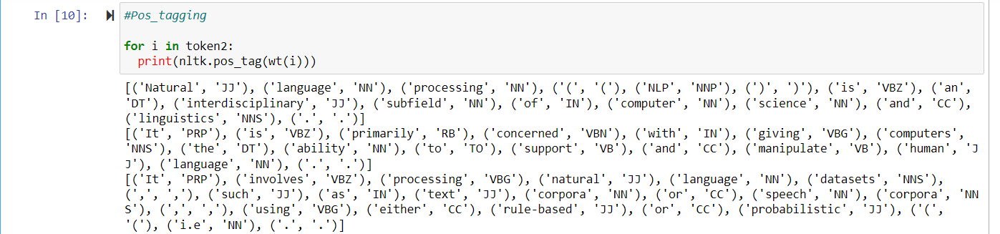 In [10]:
#Pos_tagging
for i in token2:
  print(nltk.pos_tag(wt(i)))
[('Natural', 'JJ'), ('language', 'NN'), ('processing', 'NN'), ('(', '('), ('NLP', 'NNP'), (')', ')'), ('is', 'VBZ'), ('an',
'DT'), ('interdisciplinary', 'JJ'), ('subfield', 'NN'), ('of', 'IN'), ('computer', 'NN'), ('science', 'NN'), ('and', 'CC'),
('linguistics', 'NNS'), ('.', '.')]
[('It', 'PRP'), ('is', 'VBZ'), ('primarily', 'RB'), ('concerned', 'VBN'), ('with', 'IN'), ('giving', 'VBG'), ('computers',
'NNS'), ('the', 'DT'), ('ability', 'NN'), ('to', 'TO'), ('support', 'VB'), ('and', 'CC'), ('manipulate', 'VB'), ('human', 'J
J'), ('language', 'NN'), ('.', '.')]
[('It', 'PRP'), ('involves', 'VBZ'), ('processing', 'VBG'), ('natural', 'JJ'), ('language', 'NN'), ('datasets', 'NNS'),
(',', ','), ('such', 'JJ'), ('as', 'IN'), ('text', 'JJ'), ('corpora', 'NN'), ('or', 'CC'), ('speech', 'NN'), ('corpora', 'NN
S'), (',', ','), ('using', 'VBG'), ('either', 'CC'), ('rule-based', 'JJ'), ('or', 'CC'), ('probabilistic', 'JJ'), ('(',
'('), ('i.e', 'NN'), ('.', '.')]